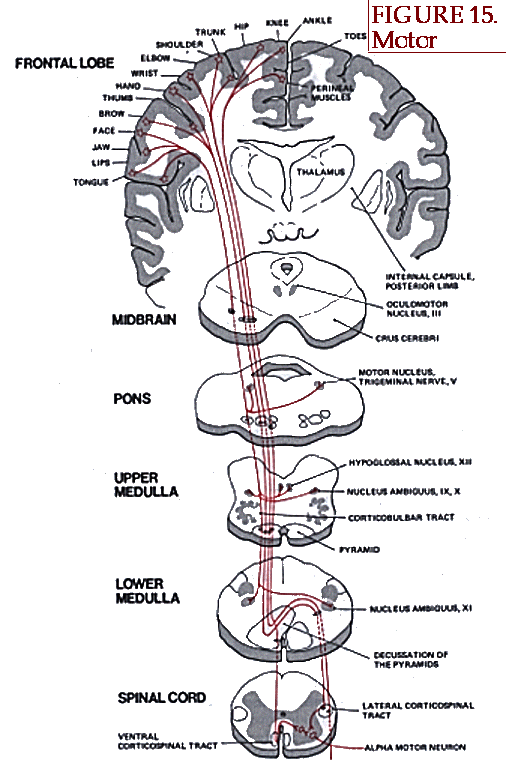 FIGURE 15.
Motor
ANKLE
KNEE
HIP
TRUNK
TOES
SHOULDER
ELBOW
FRONTAL LOBE
WRIST
HAND
THUMB
PERINEAL
MUSCLES
BROW
FACE
JAW
LIPS
TONGUE
THALAMUS
INTERNAL CAPSULE,
POSTERIOR LIMB
OCULOMOTOR
NUCLEUS, III
MIDBRAIN
CRUS CEREBRI
MOTOR NUCLEUS,
TRIGEMINAL NERVE, V
PONS
HYPOGLOSSAL NUCLEUS, XII
UPPER
MEDULLA
NUCLEUS AMBIGUUS, IX, X
CORTICOBULBAR TRACT
PYRAMID
LOWER
MEDULLA
NUCLEUS AMBIQUUS, XI
DECUSSATION OF
THE PYRAMIDS
SPINAL CORD
LATERAL CORTICOSPINAL
TRACT
VENTRAL
CORTICOSPINAL TRACT
ALPHA MOTOR NEURON